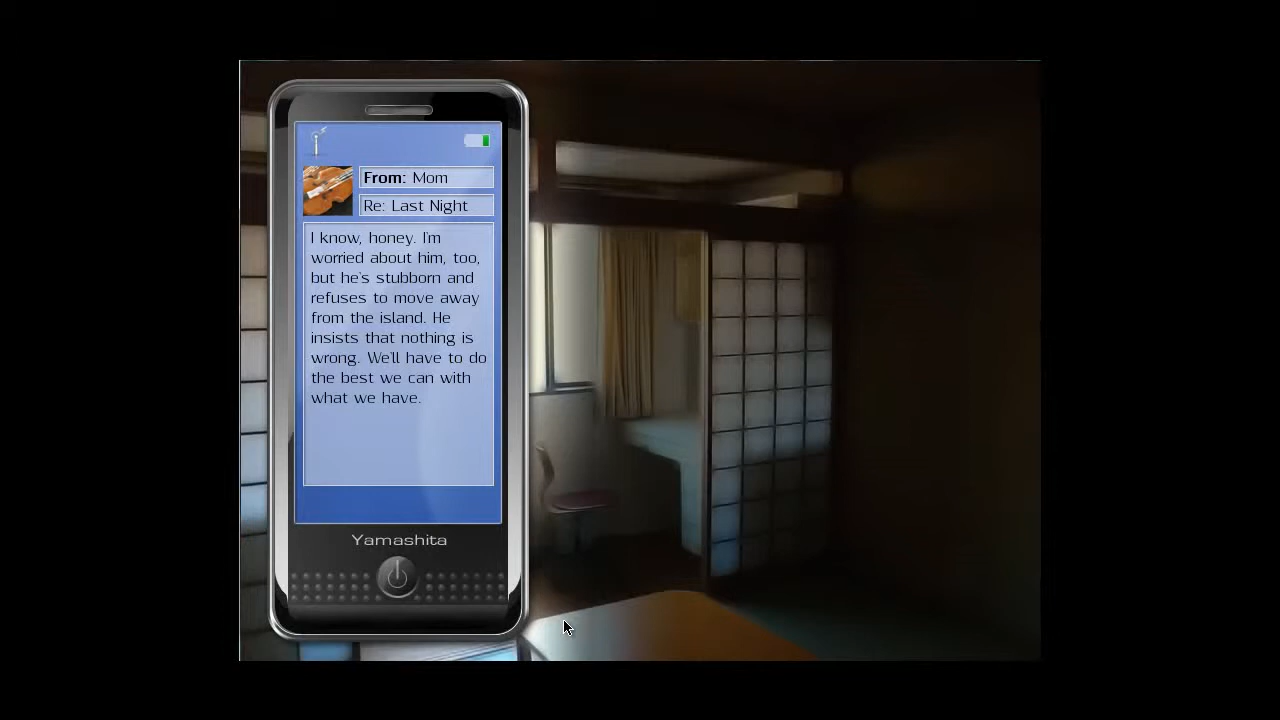 From: Mom
Re: Last Night
I know, honey. I'm
worried about him, too,
but he's stubborn and
refuses to move away
from the island. He
insists that nothing is
wrong. We'll have to do
the best we can with
what we have.
Yamashita